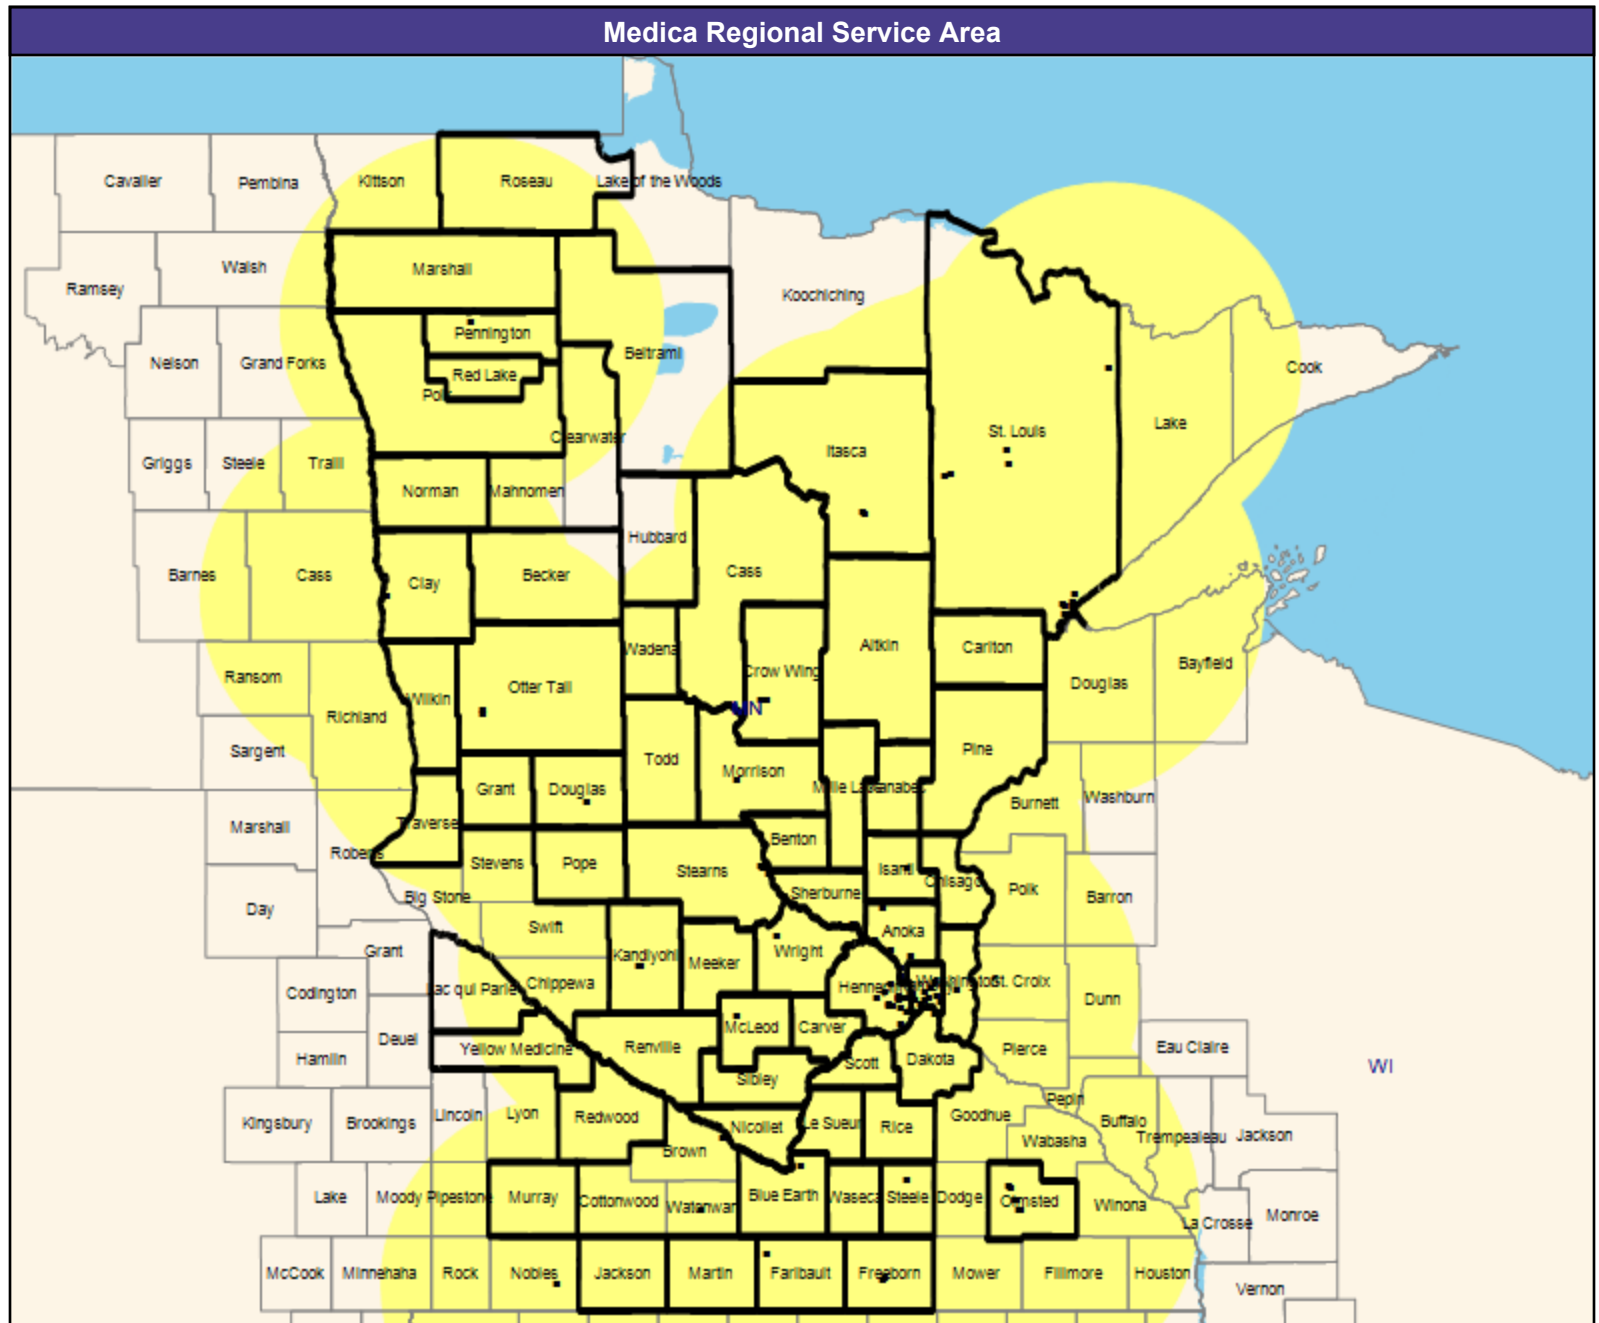 Medica Regional Service Area
Cavalier
Pembina
Kittson
Roseau
Lake of the Woods
Walsh
Marshall
Ramsey
Koochiching
Pennington
Nelson
Grand Forks
Beltrami
Cook
Red Lake
Polk
Lake
St. Louis
Clearwater
Itasca
Griggs
Steele
Traill
Norman
Mahnomen
Hubbard
Barnes
Cass
Clay
Becker
Cass
Aitkin
Carlton
Wadena
Crow Wing
Bayfield
Ransom
Otter Tail
Douglas
Wilkin
MN
Richland
Sargent
Todd
Pine
Morrison
Grant
Douglas
Mille Lacs
Kanabec
Washburn
Burnett
Marshall
Traverse
Benton
Roberts
Stevens
Pope
Stearns
Isanti
Chisago
Polk
Sherburne
Barron
Big Stone
Day
Swift
Anoka
Grant
Kandiyohi
Wright
Meeker
Codington
Lac qui Parle
Chippewa
Hennepin
Washington
St. Croix
Dunn
McLeod
Carver
Deuel
Yellow Medicine
Renville
Hamlin
Scott
Dakota
Pierce
Eau Claire
WI
Sibley
Pepin
Kingsbury
Brookings
Lincoln
Lyon
Redwood
Nicollet
Le Sueur
Rice
Goodhue
Buffalo
Wabasha
Trempealeau
Jackson
Brown
Lake
Moody
Pipestone
Murray
Cottonwood
Watonwan
Blue Earth
Waseca
Steele
Dodge
Olmsted
Winona
La Crosse
Monroe
McCook
Minnehaha
Rock
Nobles
Jackson
Martin
Faribault
Freeborn
Mower
Fillmore
Houston
Vernon